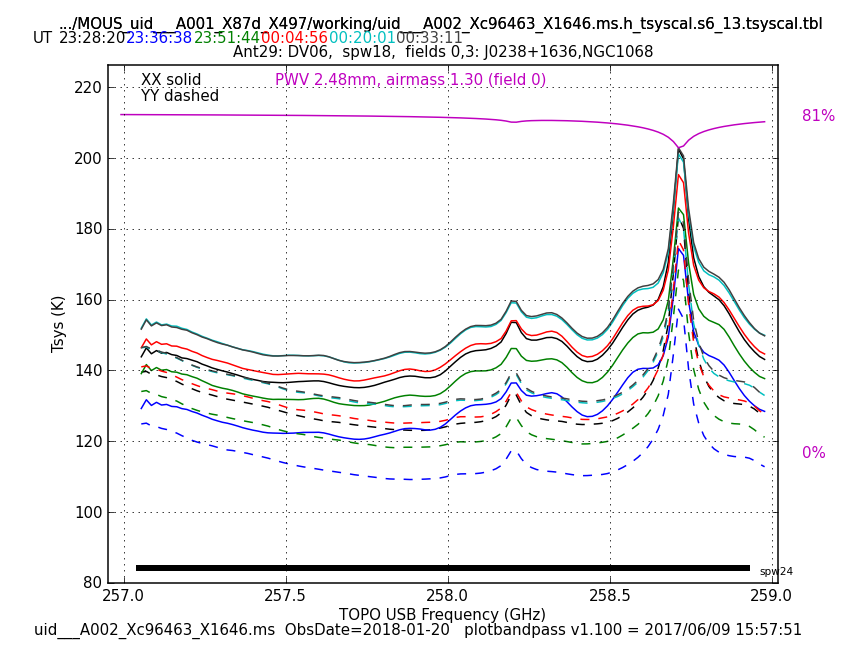 .../MOUS_uid___A001_X87d_X497/working/uid___A002_Xc96463_X1646.ms.h_tsyscal.s6_13.tsyscal.tbl
UT 23:28:20 23:36:38 23:51:44 00:04:56 00:20:01 00:33:11
Ant29: DV06, spw18, fields 0,3: J0238+1636,NGC1068
XX solid PWV 2.48mm, airmass 1.30 (field 0)
YY dashed
220
81%
200
180
160
Tsys (K)
140
120
0%
100
spw24
80
257.0 257.5 258.0 258.5 259.0
TOPO USB Frequency (GHz)
uid___A002_Xc96463_X1646.ms ObsDate=2018-01-20 plotbandpass v1.100 = 2017/06/09 15:57:51